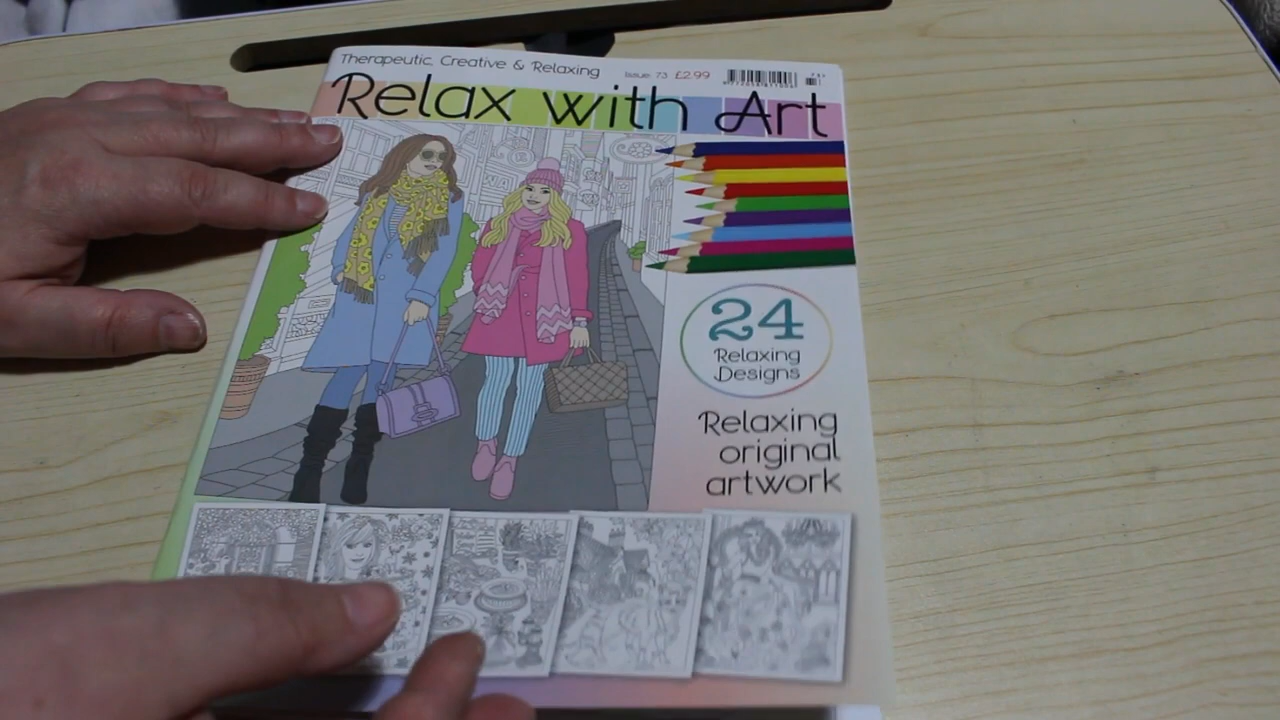 Therapeutic, Creative & Relaxing
Issue: 73 £2.99
Relax with Art
24
Relaxing
Designs
Relaxing
original
artwork